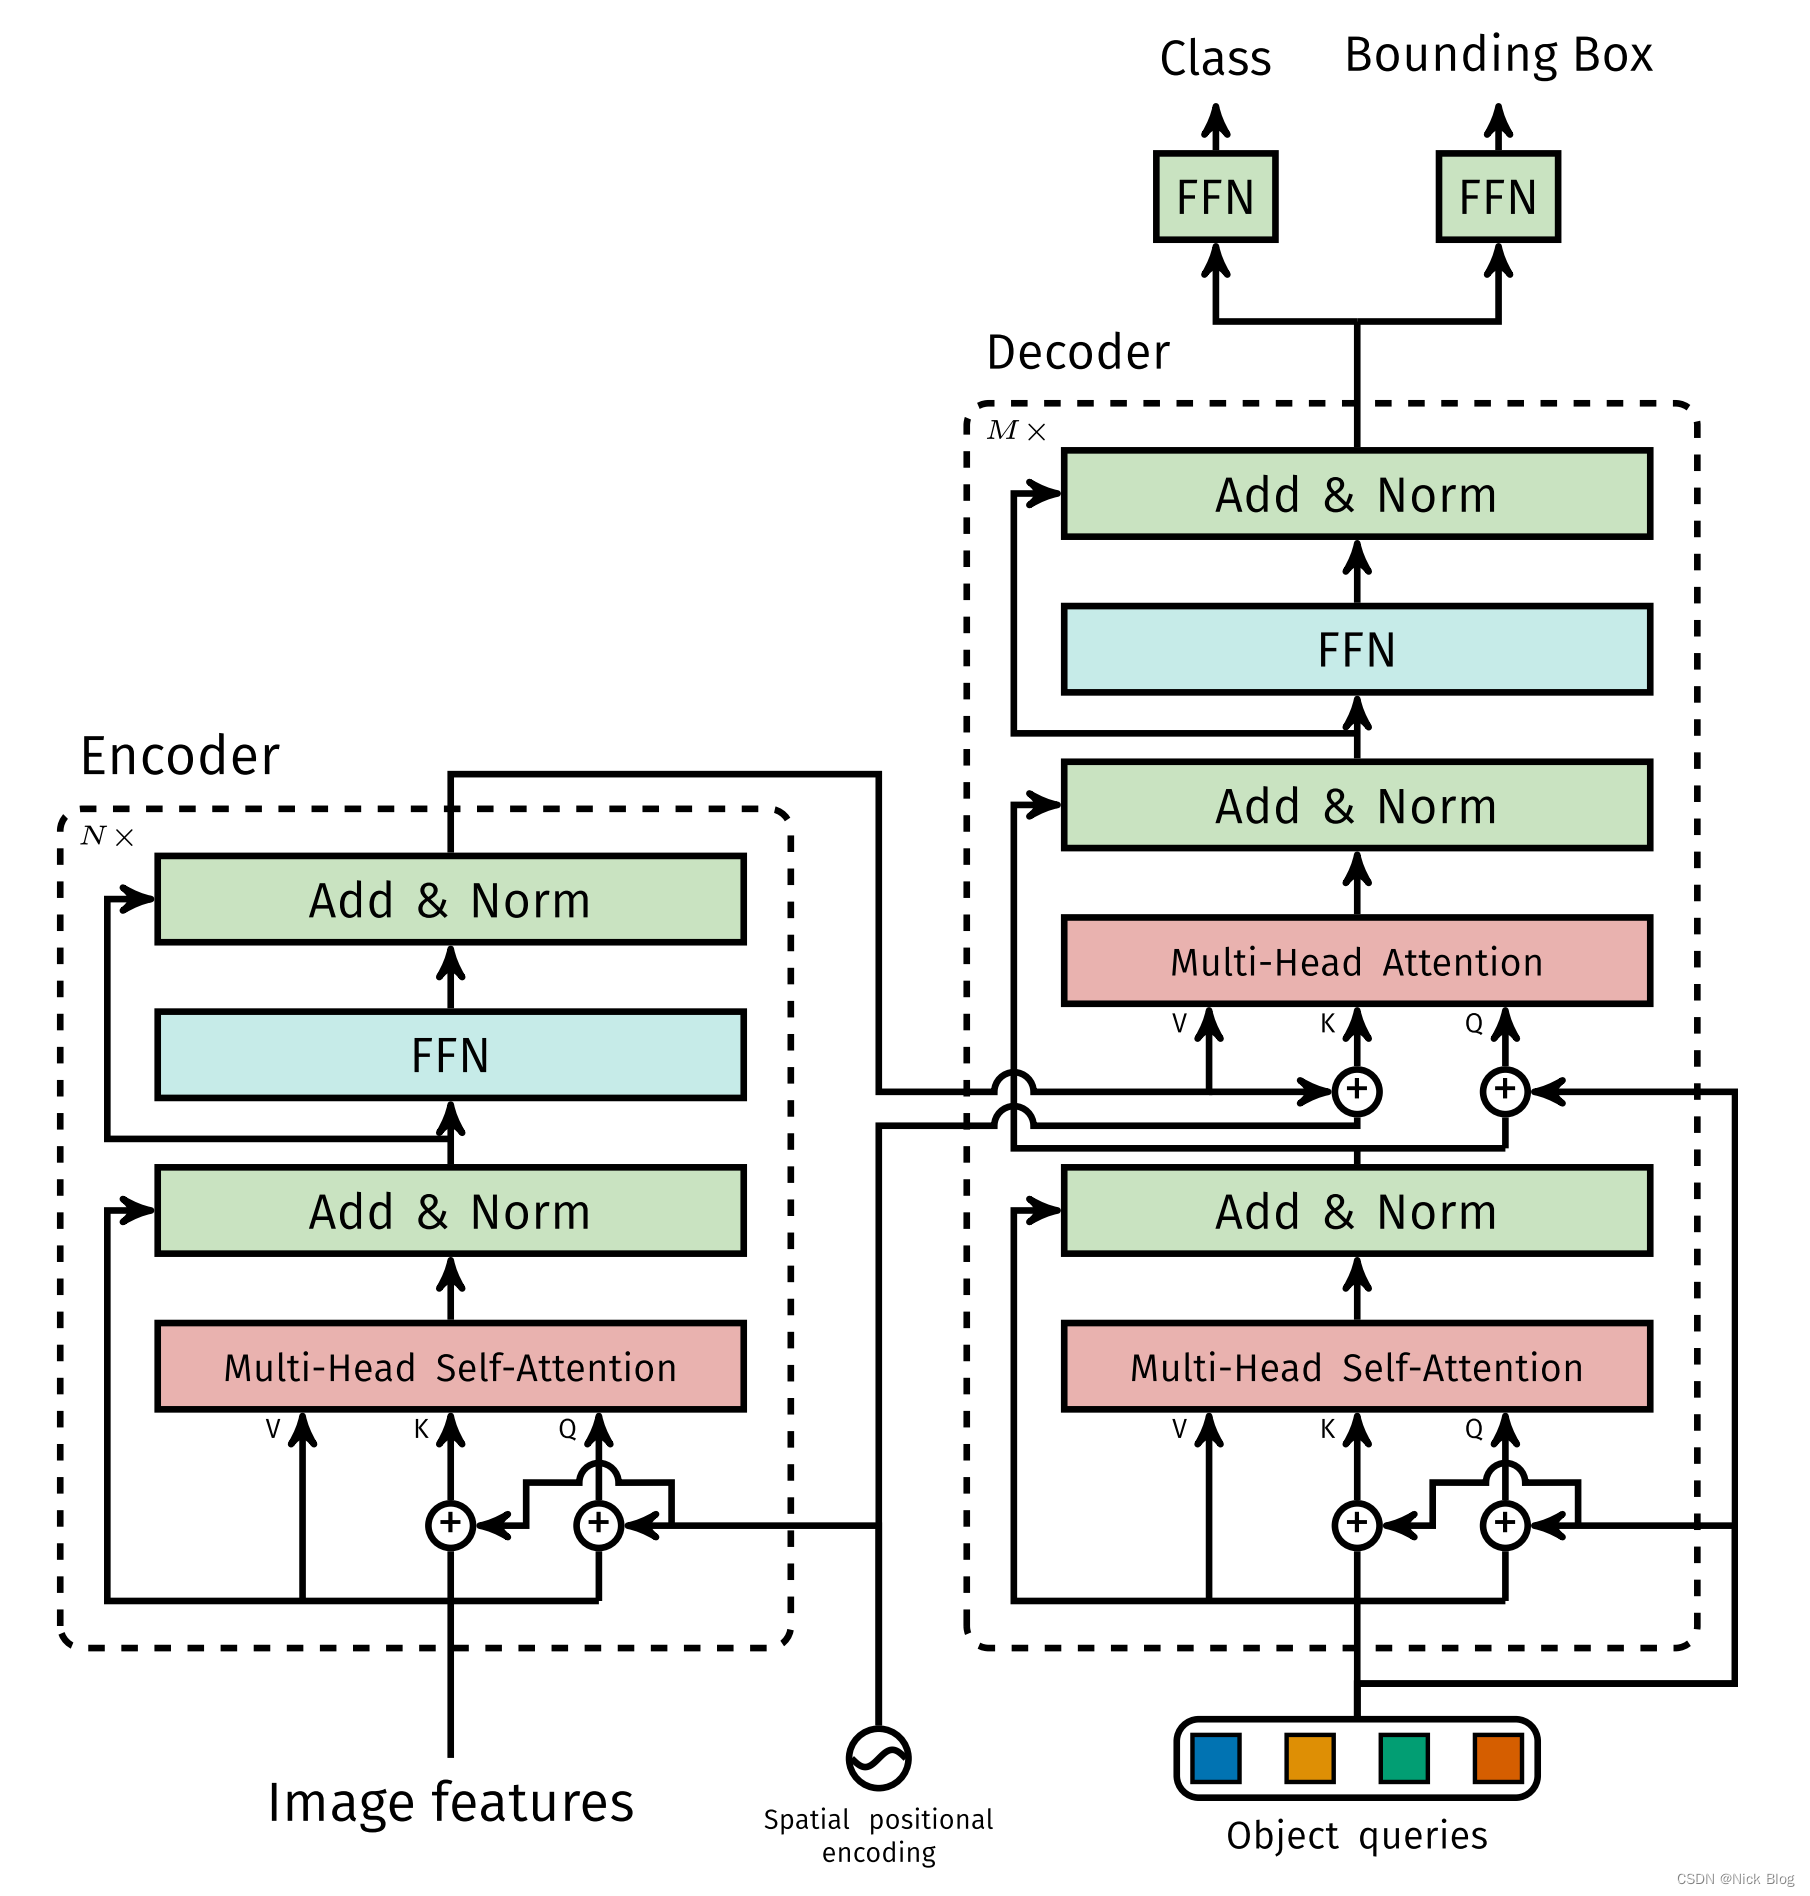 Class
Bounding Box
FFN
FFN
Decoder
M ×
Add & Norm
FFN
Add & Norm
Multi-Head Attention
V
K
Q
+
+
Add & Norm
Multi-Head Self-Attention
V
K
Q
+
+
Object queries
Encoder
N ×
Add & Norm
FFN
Add & Norm
Multi-Head Self-Attention
V
K
Q
+
+
Image features
Spatial positional
encoding
CSDN @Nick Blog